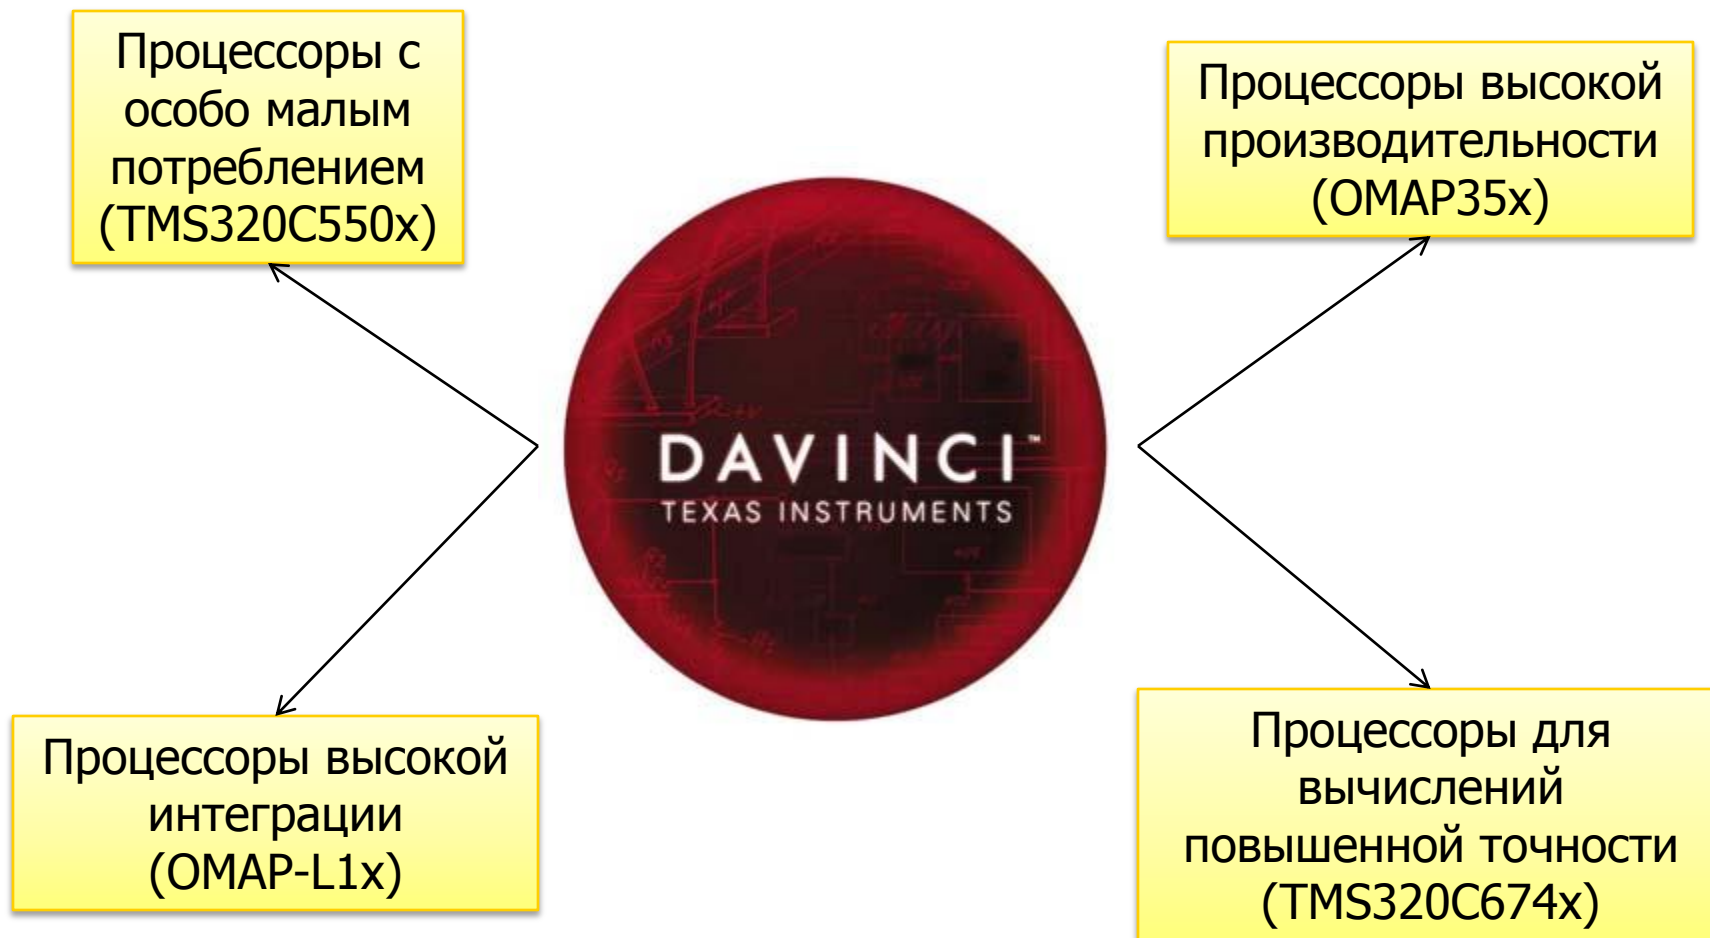 Процессоры с
особо малым
потреблением
(TMS320C550x)
Процессоры высокой
производительности
(OMAP35x)
DAVINCI™
TEXAS INSTRUMENTS
Процессоры высокой
интеграции
(OMAP-L1x)
Процессоры для
вычислений
повышенной точности
(TMS320C674x)